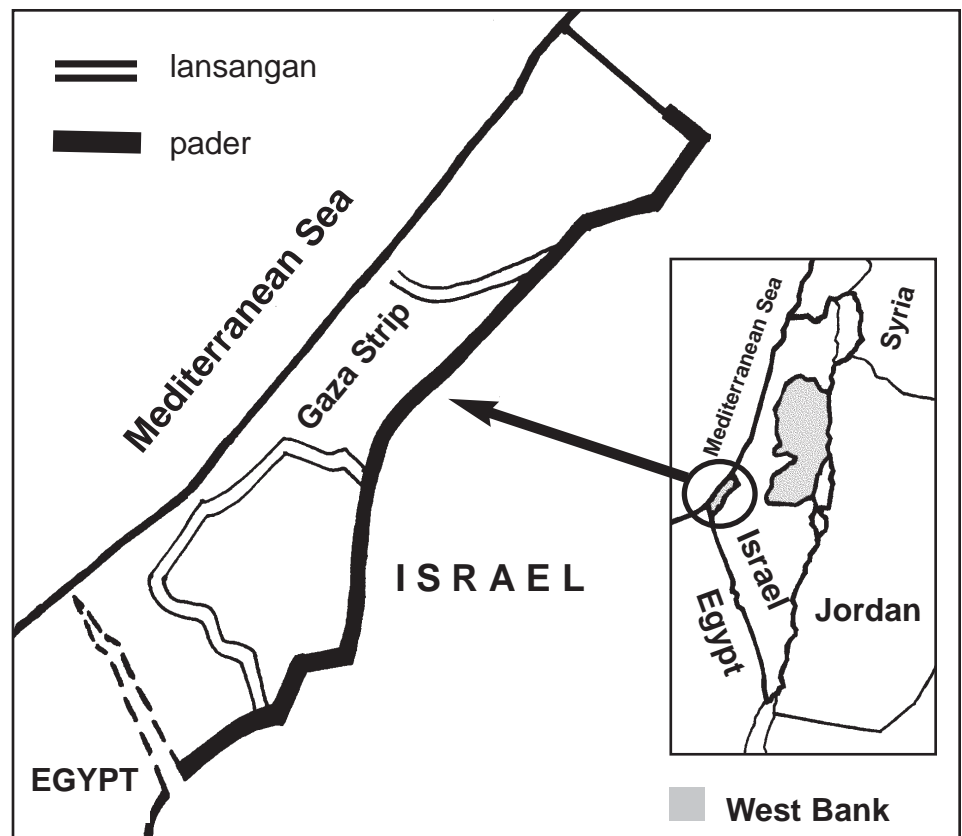 lansangan
pader
Mediterranean Sea
Gaza Strip
ISRAEL
EGYPT
Mediterranean Sea
Syria
Israel
Egypt
Jordan
West Bank